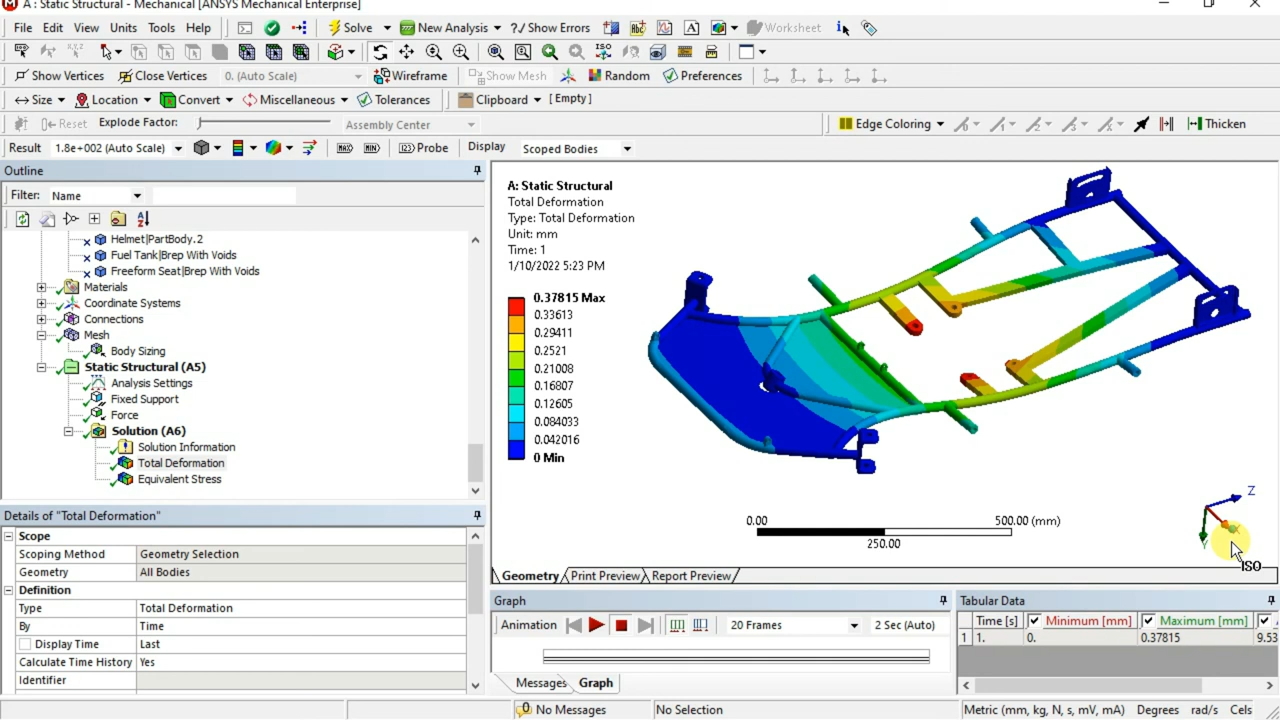 A : Static Structural - Mechanical [ANSYS Mechanical Enterprise]
File Edit View Units Tools Help Solve New Analysis ?/ Show Errors Worksheet
ISO
Show Vertices Close Vertices 0. (Auto Scale) Wireframe Show Mesh Random Preferences
Size Location Convert Miscellaneous Tolerances Clipboard [ Empty ]
Reset Explode Factor: Assembly Center Edge Coloring Thicken
Result 1.8e+002 (Auto Scale) MAX MIN 123 Probe Display Scoped Bodies
Outline
Filter: Name
Helmet|PartBody.2
Fuel Tank|Brep With Voids
Freeform Seat|Brep With Voids
Materials
Coordinate Systems
Connections
Mesh
Body Sizing
Static Structural (A5)
Analysis Settings
Fixed Support
Force
Solution (A6)
Solution Information
Total Deformation
Equivalent Stress
Details of "Total Deformation"
Scope
Scoping Method Geometry Selection
Geometry All Bodies
Definition
Type Total Deformation
By Time
Display Time Last
Calculate Time History Yes
Identifier
A: Static Structural
Total Deformation
Type: Total Deformation
Unit: mm
Time: 1
1/10/2022 5:23 PM
0.37815 Max
0.33613
0.29411
0.2521
0.21008
0.16807
0.12605
0.084033
0.042016
0 Min
0.00 500.00 (mm)
250.00
Z
X
Y
ISO
Geometry Print Preview Report Preview
Graph
Animation 20 Frames 2 Sec (Auto)
Messages Graph
Tabular Data
Time [s] Minimum [mm] Maximum [mm]
1 1. 0. 0.37815 9.53
0 No Messages No Selection Metric (mm, kg, N, s, mV, mA) Degrees rad/s Cels